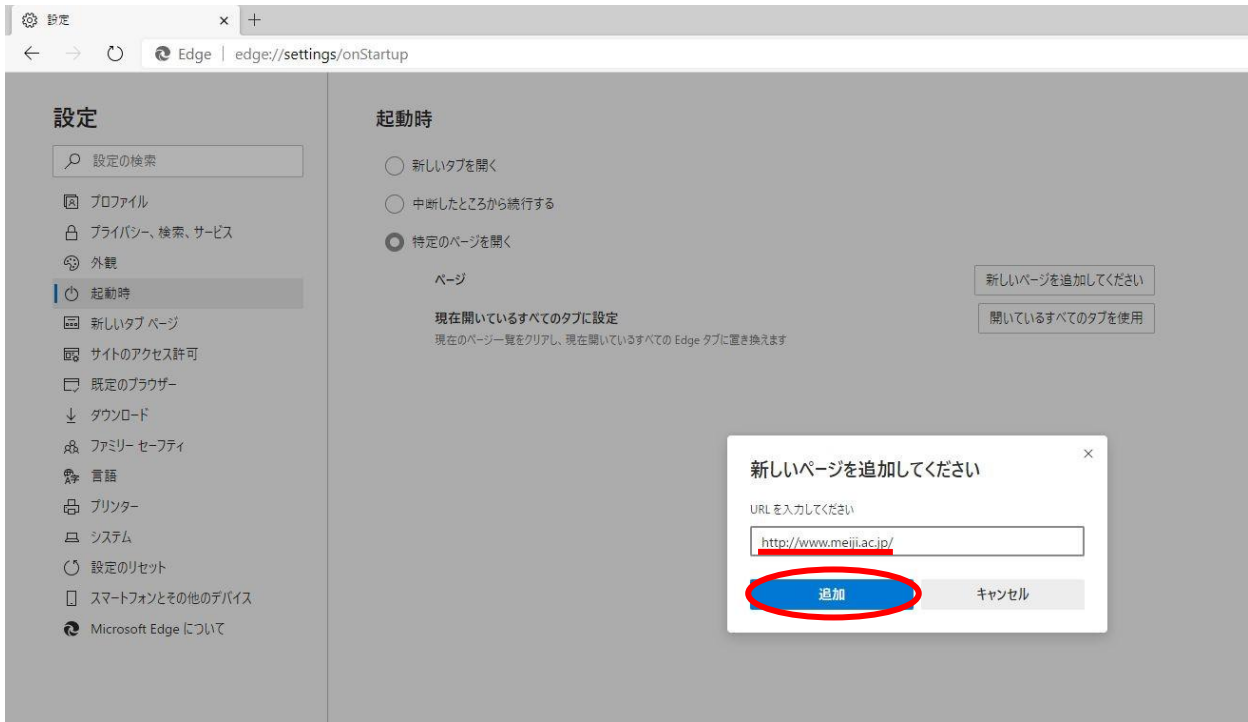 設定
Edge | edge://settings/onStartup
設定
設定の検索
プロファイル
プライバシー、検索、サービス
外観
起動時
新しいタブ ページ
サイトのアクセス許可
既定のブラウザー
ダウンロード
ファミリー セーフティ
言語
プリンター
システム
設定のリセット
スマートフォンとその他のデバイス
Microsoft Edge について
起動時
新しいタブを開く
中断したところから続行する
特定のページを開く
ページ
新しいページを追加してください
現在開いているすべてのタブに設定
開いているすべてのタブを使用
現在のページ一覧をクリアし、現在開いているすべての Edge タブに置き換えます
新しいページを追加してください
URL を入力してください
http://www.meiji.ac.jp/
追加 キャンセル